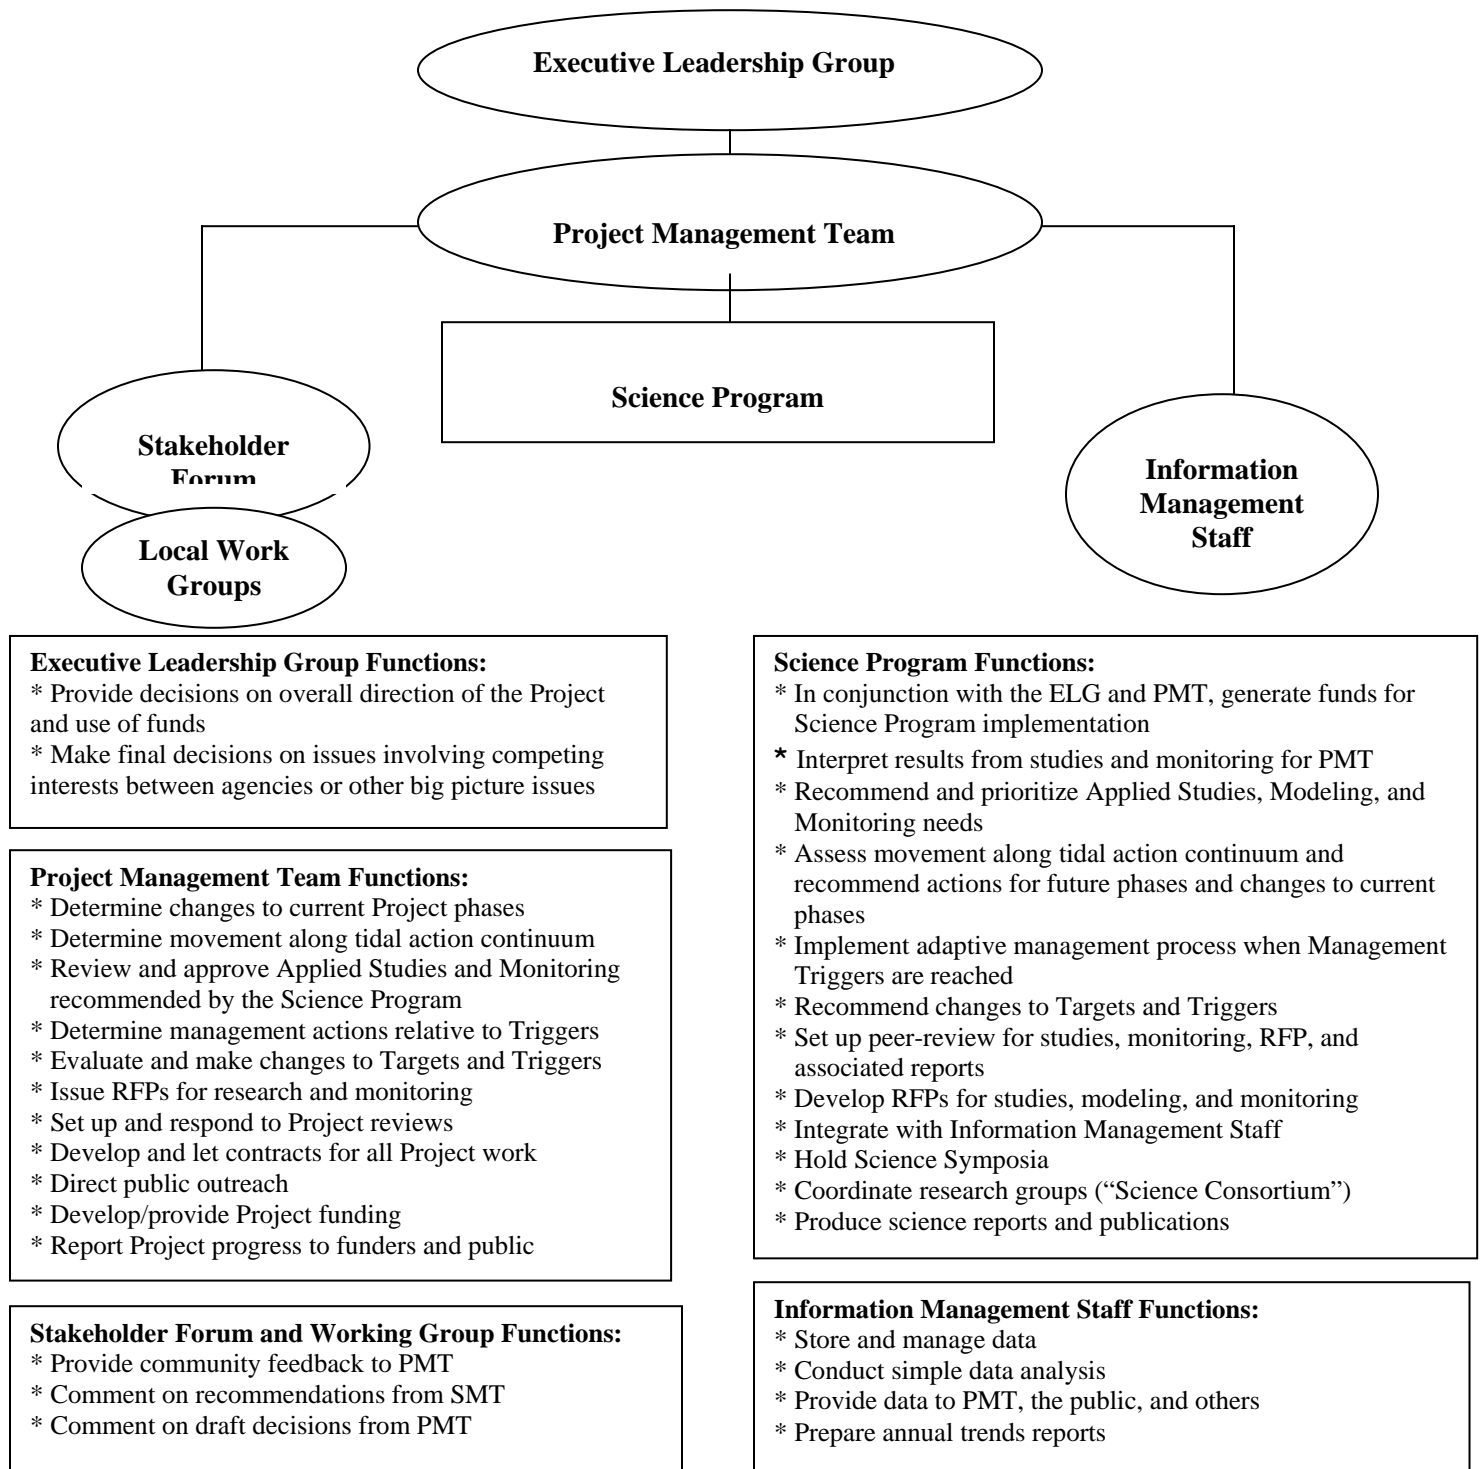 Executive Leadership Group
Project Management Team
Science Program
Stakeholder
Forum
Local Work
Groups
Information
Management
Staff
Executive Leadership Group Functions:
* Provide decisions on overall direction of the Project
and use of funds
* Make final decisions on issues involving competing
interests between agencies or other big picture issues
Project Management Team Functions:
* Determine changes to current Project phases
* Determine movement along tidal action continuum
* Review and approve Applied Studies and Monitoring
recommended by the Science Program
* Determine management actions relative to Triggers
* Evaluate and make changes to Targets and Triggers
* Issue RFPs for research and monitoring
* Set up and respond to Project reviews
* Develop and let contracts for all Project work
* Direct public outreach
* Develop/provide Project funding
* Report Project progress to funders and public
Stakeholder Forum and Working Group Functions:
* Provide community feedback to PMT
* Comment on recommendations from SMT
* Comment on draft decisions from PMT
Science Program Functions:
* In conjunction with the ELG and PMT, generate funds for
Science Program implementation
* Interpret results from studies and monitoring for PMT
* Recommend and prioritize Applied Studies, Modeling, and
Monitoring needs
* Assess movement along tidal action continuum and
recommend actions for future phases and changes to current
phases
* Implement adaptive management process when Management
Triggers are reached
* Recommend changes to Targets and Triggers
* Set up peer-review for studies, monitoring, RFP, and
associated reports
* Develop RFPs for studies, modeling, and monitoring
* Integrate with Information Management Staff
* Hold Science Symposia
* Coordinate research groups (“Science Consortium”)
* Produce science reports and publications
Information Management Staff Functions:
* Store and manage data
* Conduct simple data analysis
* Provide data to PMT, the public, and others
* Prepare annual trends reports